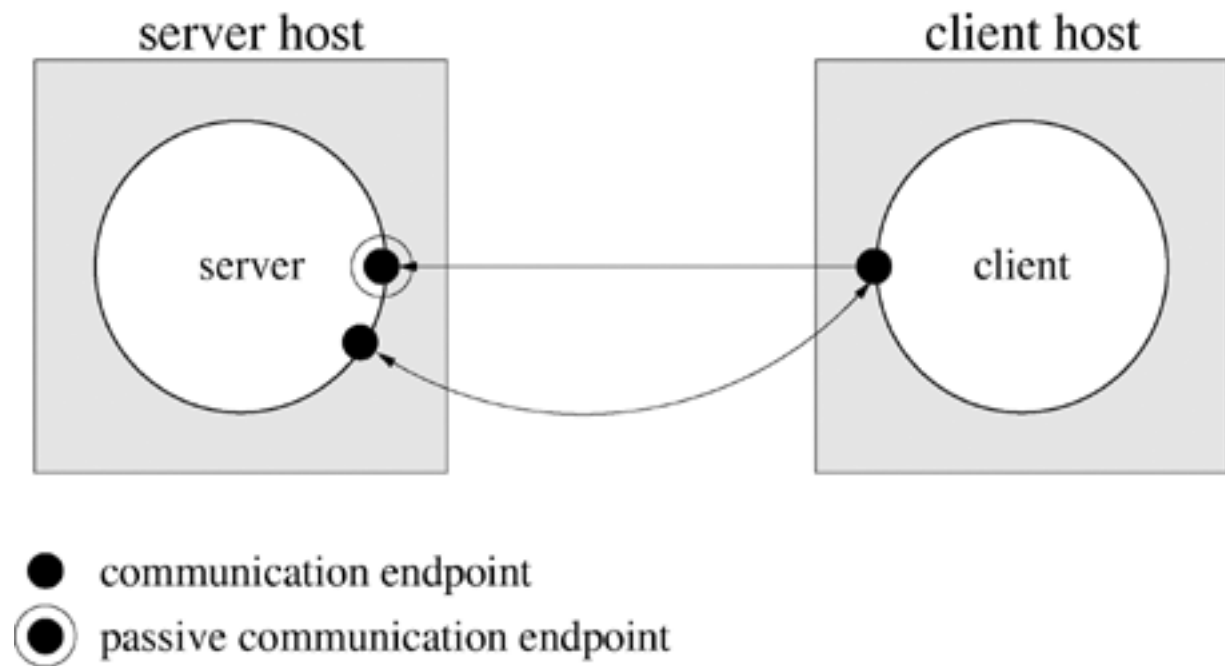 server host
client host
server
client
communication endpoint
passive communication endpoint